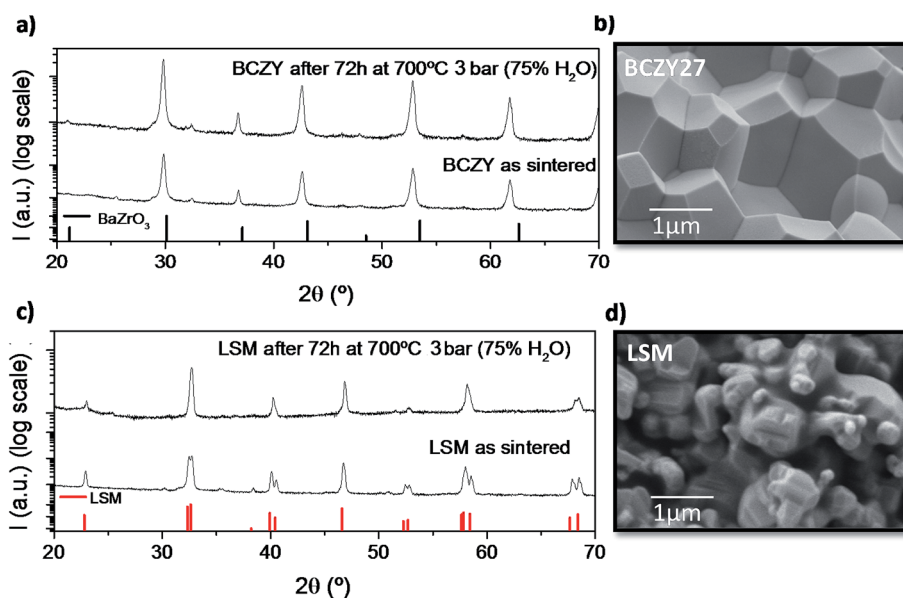 a)
BCZY after 72h at 700ºC 3 bar (75% H₂O)
BCZY as sintered
BaZrO₃
I (a.u.) (log scale)
20 30 40 50 60 70
2θ (º)
b)
BCZY27
1µm
c)
LSM after 72h at 700ºC 3 bar (75% H₂O)
LSM as sintered
LSM
I (a.u.) (log scale)
20 30 40 50 60 70
2θ (º)
d)
LSM
1µm